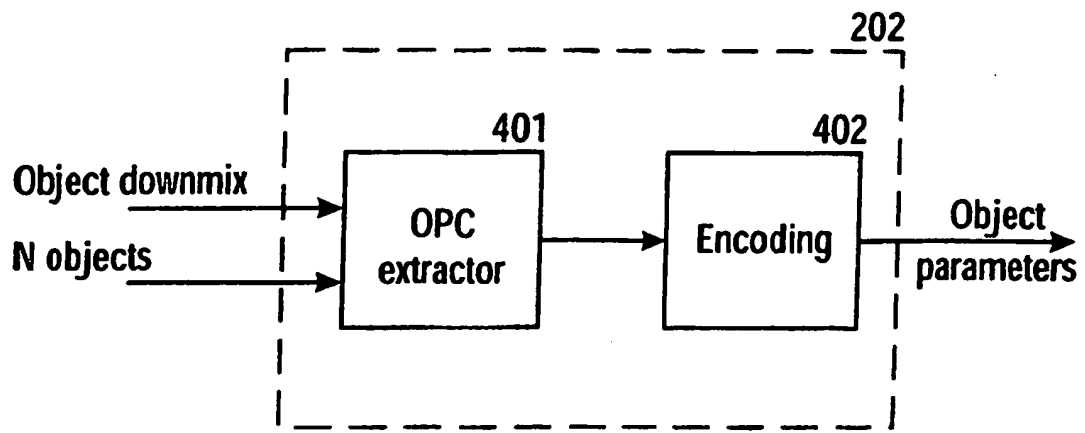 202
401
402
Object downmix
N objects
OPC
extractor
Encoding
Object
parameters